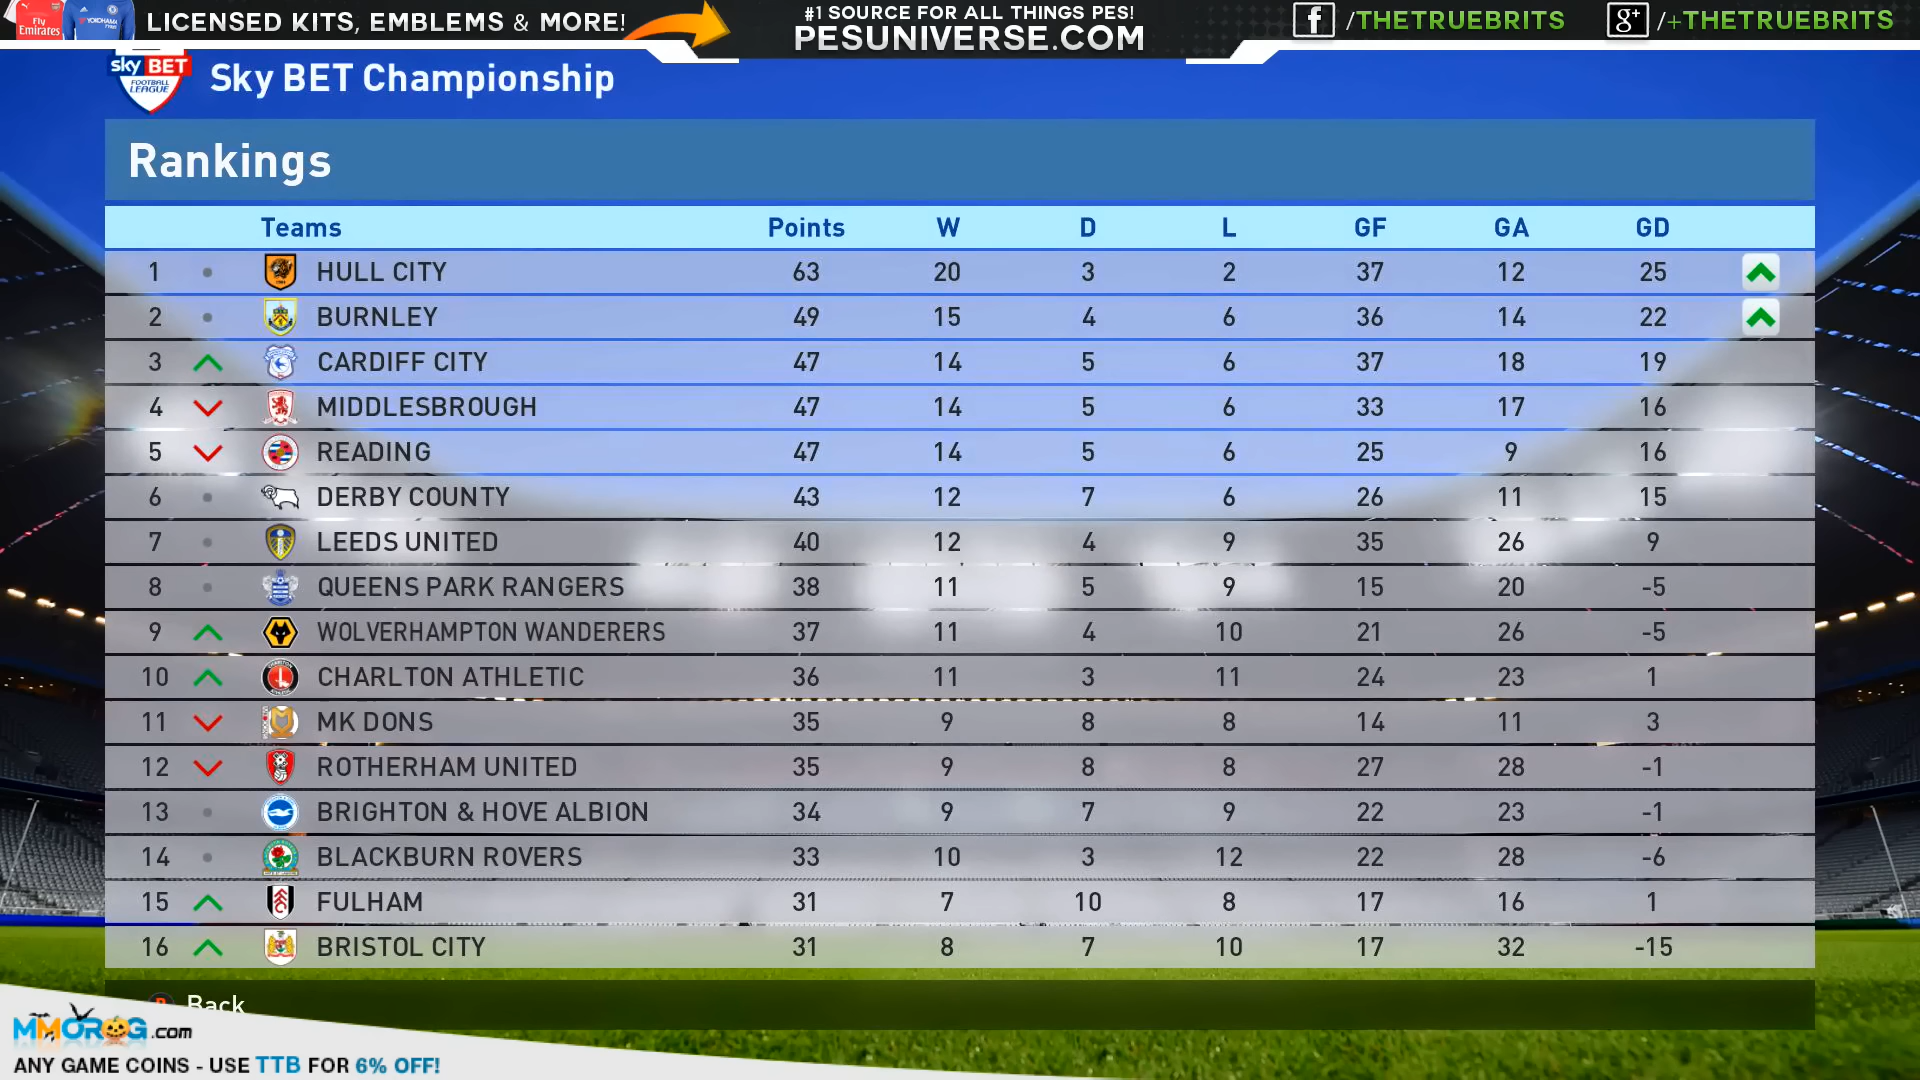 Fly
Emirates
YOKOHAMA
LICENSED KITS, EMBLEMS & MORE!
#1 SOURCE FOR ALL THINGS PES!
PESUNIVERSE.COM
f /THETRUEBRITS
g+ /+THETRUEBRITS
sky BET
FOOTBALL
LEAGUE
Sky BET Championship
Rankings
Teams Points W D L GF GA GD
1 HULL CITY 63 20 3 2 37 12 25
2 BURNLEY 49 15 4 6 36 14 22
3 CARDIFF CITY 47 14 5 6 37 18 19
4 MIDDLESBROUGH 47 14 5 6 33 17 16
5 READING 47 14 5 6 25 9 16
6 DERBY COUNTY 43 12 7 6 26 11 15
7 LEEDS UNITED 40 12 4 9 35 26 9
8 QUEENS PARK RANGERS 38 11 5 9 15 20 -5
9 WOLVERHAMPTON WANDERERS 37 11 4 10 21 26 -5
10 CHARLTON ATHLETIC 36 11 3 11 24 23 1
11 MK DONS 35 9 8 8 14 11 3
12 ROTHERHAM UNITED 35 9 8 8 27 28 -1
13 BRIGHTON & HOVE ALBION 34 9 7 9 22 23 -1
14 BLACKBURN ROVERS 33 10 3 12 22 28 -6
15 FULHAM 31 7 10 8 17 16 1
16 BRISTOL CITY 31 8 7 10 17 32 -15
B Back
MMOROG.com
ANY GAME COINS - USE TTB FOR 6% OFF!